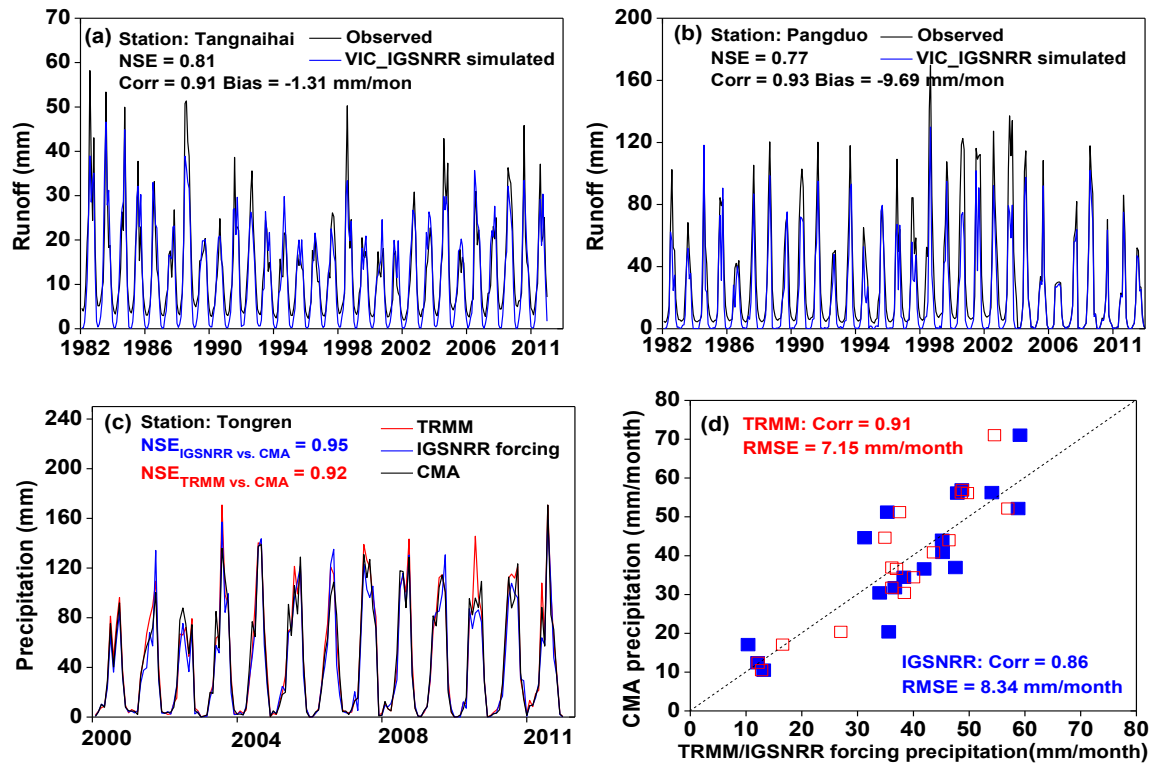 (a) Station: Tangnaihai
NSE = 0.81
Corr = 0.91 Bias = -1.31 mm/mon
Observed
VIC_IGSNRR simulated
Runoff (mm)
70
60
50
40
30
20
10
0
1982 1986 1990 1994 1998 2002 2006 2011
(b) Station: Pangduo
NSE = 0.77
Corr = 0.93 Bias = -9.69 mm/mon
Observed
VIC_IGSNRR simulated
Runoff (mm)
200
160
120
80
40
0
1982 1986 1990 1994 1998 2002 2006 2011
(c) Station: Tongren
NSE IGSNRR vs. CMA = 0.95
NSE TRMM vs. CMA = 0.92
TRMM
IGSNRR forcing
CMA
Precipitation (mm)
240
200
160
120
80
40
0
2000 2004 2008 2011
(d) TRMM: Corr = 0.91
RMSE = 7.15 mm/month
IGSNRR: Corr = 0.86
RMSE = 8.34 mm/month
CMA precipitation (mm/month)
80
70
60
50
40
30
20
10
0
0 10 20 30 40 50 60 70 80
TRMM/IGSNRR forcing precipitation(mm/month)